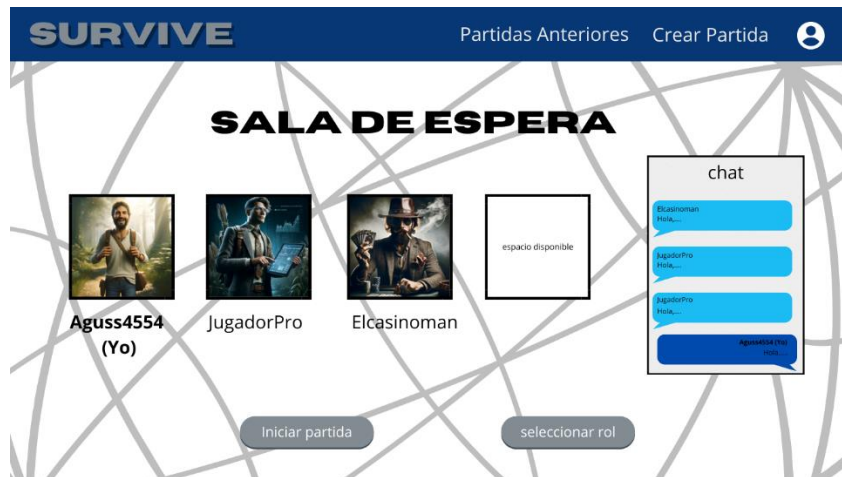 SURVIVE
Partidas Anteriores
Crear Partida
SALA DE ESPERA
espacio disponible
Aguss4554
(Yo)
JugadorPro
Elcasinoman
chat
Elcasinoman
Hola,...
JugadorPro
Hola,...
JugadorPro
Hola,...
Aguss4554 (Yo)
Hola,...
Iniciar partida
seleccionar rol